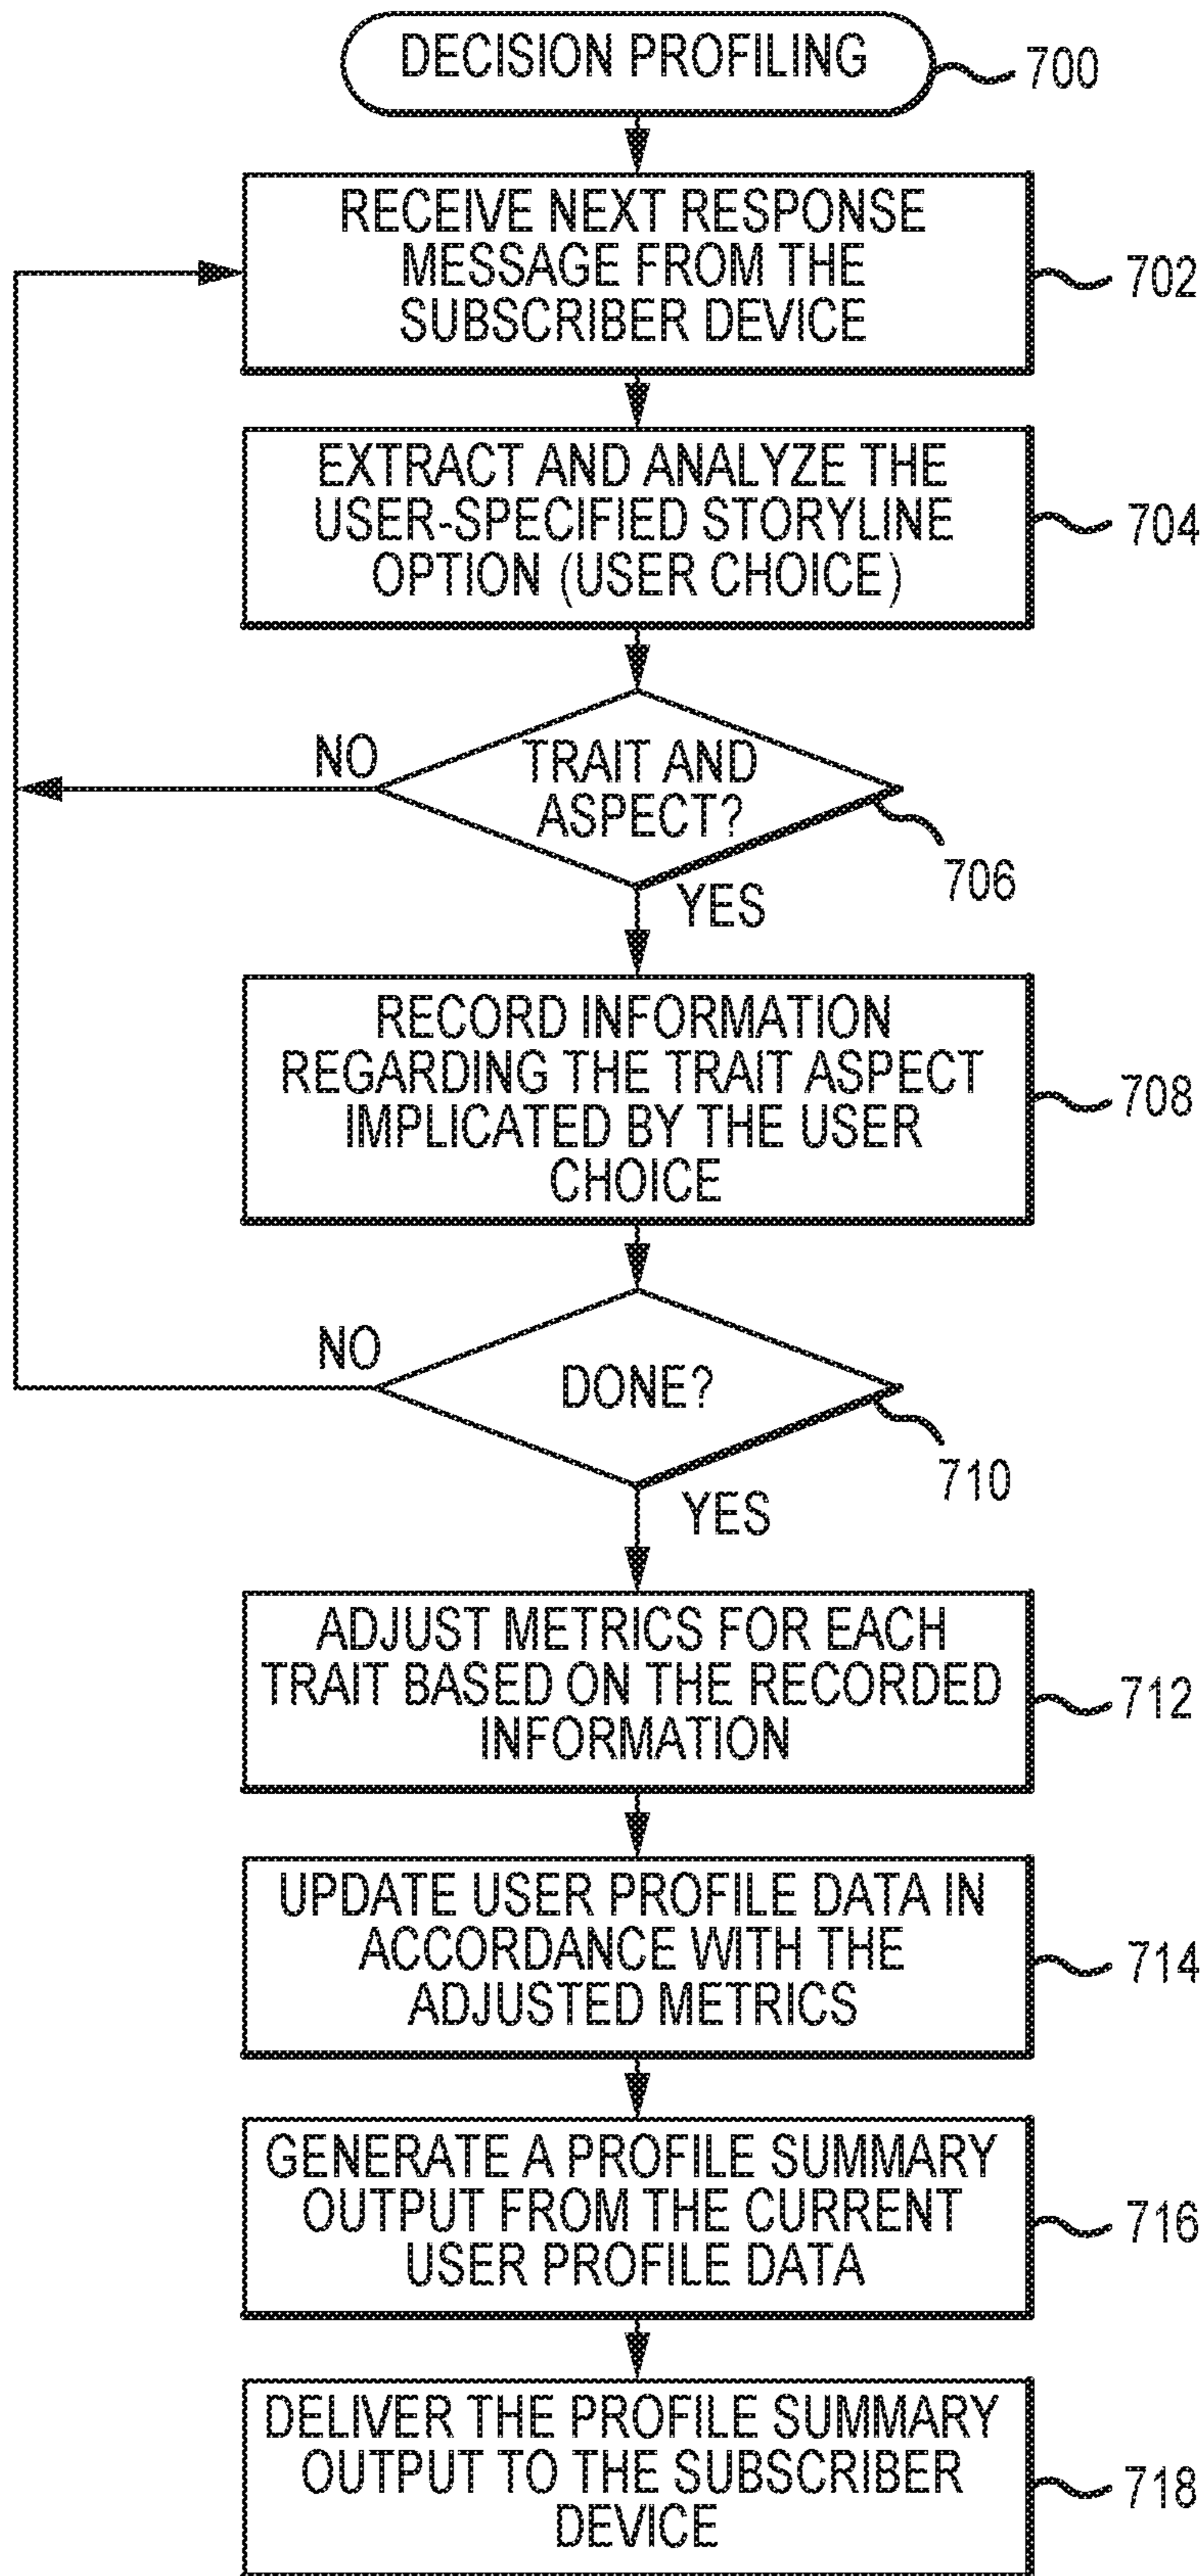 DECISION PROFILING
700
RECEIVE NEXT RESPONSE
MESSAGE FROM THE
SUBSCRIBER DEVICE
702
EXTRACT AND ANALYZE THE
USER-SPECIFIED STORYLINE
OPTION (USER CHOICE)
704
NO
TRAIT AND
ASPECT?
706
YES
RECORD INFORMATION
REGARDING THE TRAIT ASPECT
IMPLICATED BY THE USER
CHOICE
708
NO
DONE?
710
YES
ADJUST METRICS FOR EACH
TRAIT BASED ON THE RECORDED
INFORMATION
712
UPDATE USER PROFILE DATA IN
ACCORDANCE WITH THE
ADJUSTED METRICS
714
GENERATE A PROFILE SUMMARY
OUTPUT FROM THE CURRENT
USER PROFILE DATA
716
DELIVER THE PROFILE SUMMARY
OUTPUT TO THE SUBSCRIBER
DEVICE
718